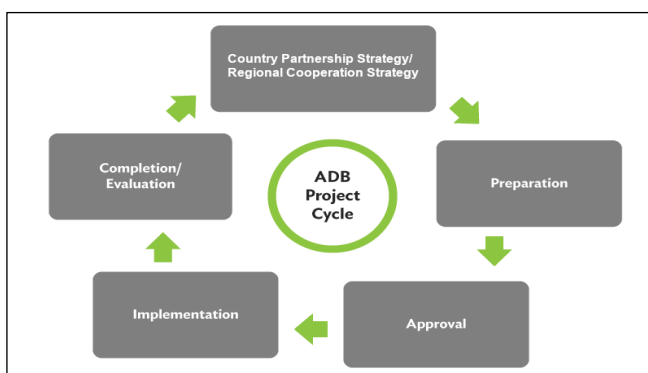 Country Partnership Strategy/
Regional Cooperation Strategy
Completion/
Evaluation
ADB
Project
Cycle
Preparation
Implementation
Approval